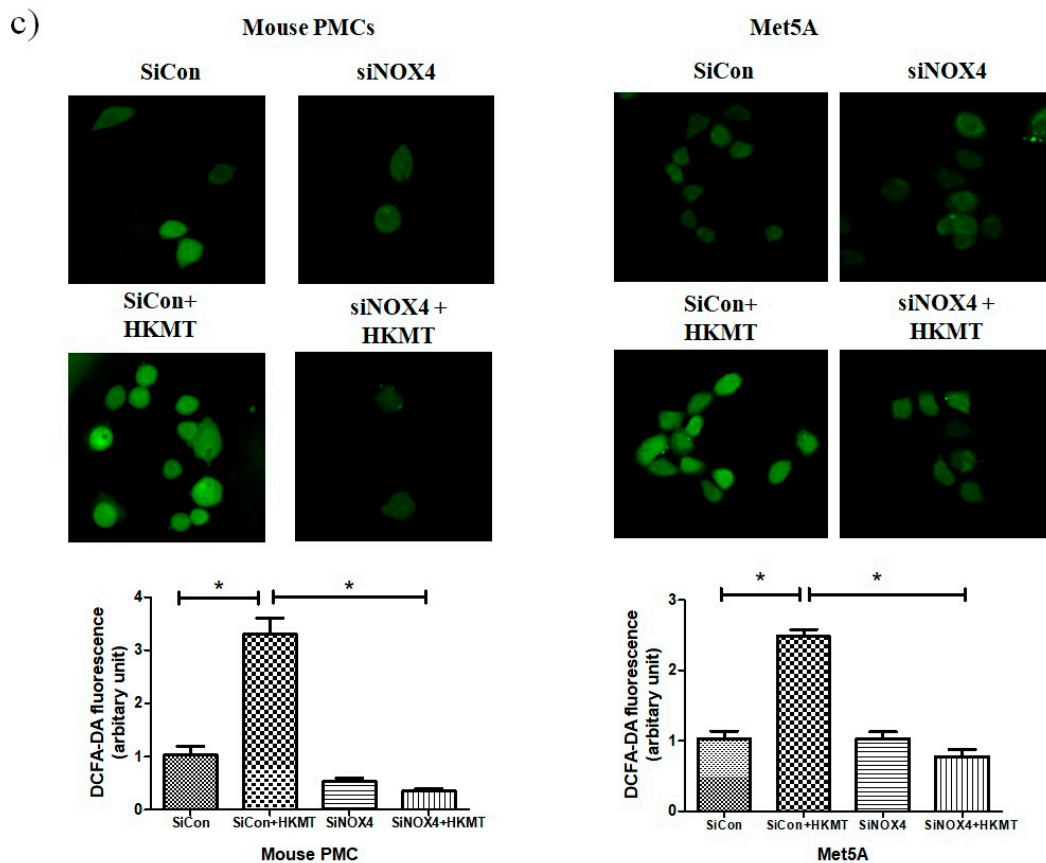 c)
Mouse PMCs
Met5A
SiCon
siNOX4
SiCon
siNOX4
SiCon+
HKMT
siNOX4 +
HKMT
SiCon+
HKMT
siNOX4 +
HKMT
DCFA-DA fluorescence
(arbitary unit)
4
3
2
1
0
*
*
SiCon
SiCon+HKMT
SiNOX4
SiNOX4+HKMT
Mouse PMC
DCFA-DA fluorescence
(arbitary unit)
3
2
1
0
*
*
SiCon
SiCon+HKMT
SiNOX4
SiNOX4+HKMT
Met5A